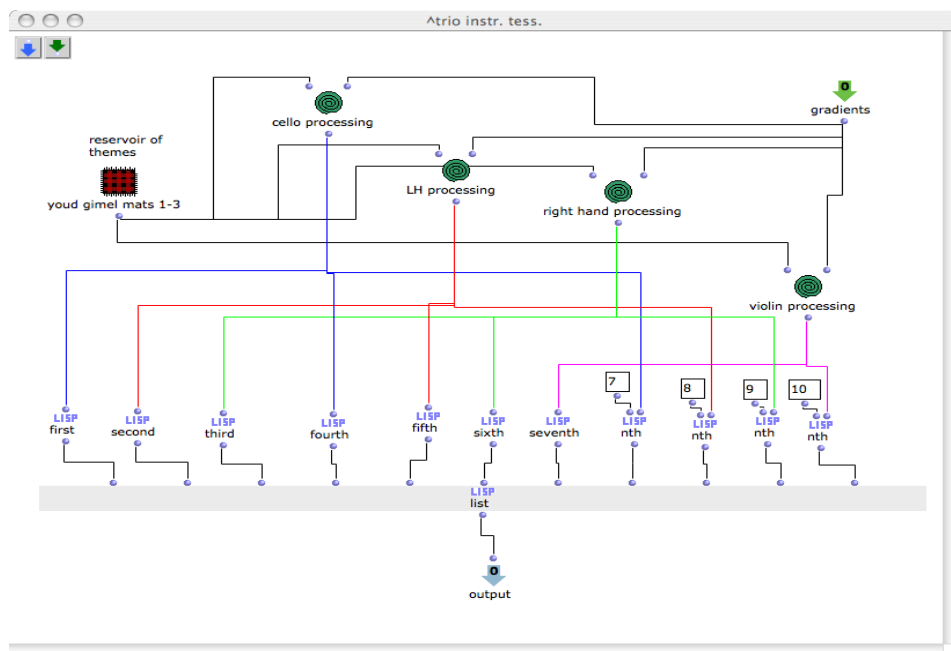 ^trio instr. tess.
0
gradients
cello processing
reservoir of
themes
LH processing
youd gimel mats 1-3
right hand processing
violin processing
7
8
9
10
LISP
first
LISP
second
LISP
third
LISP
fourth
LISP
fifth
LISP
sixth
LISP
seventh
LISP
nth
LISP
nth
LISP
nth
LISP
nth
LISP
list
0
output